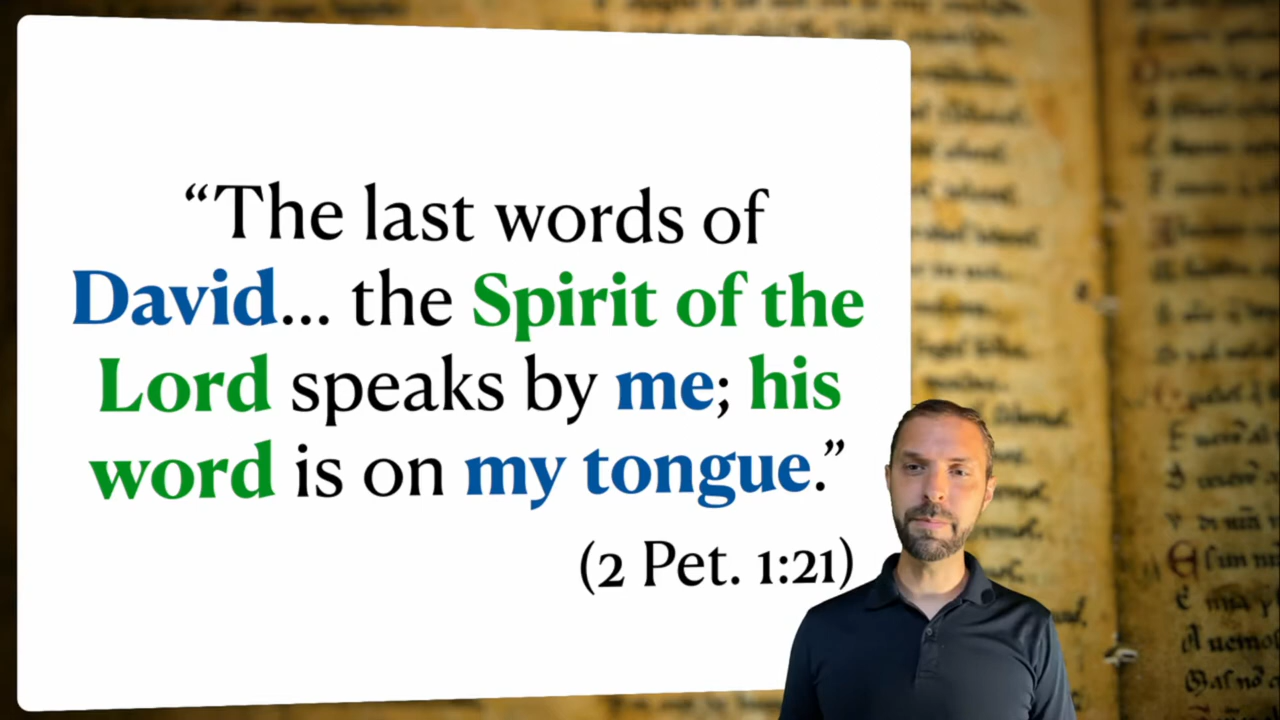 “The last words of
David... the Spirit of the
Lord speaks by me; his
word is on my tongue.”
(2 Pet. 1:21)